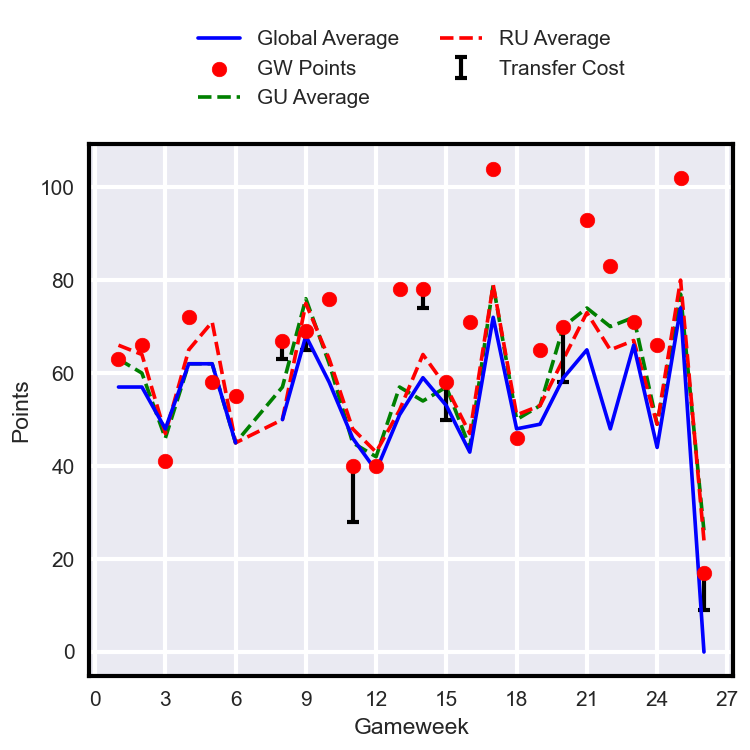 Global Average
GW Points
GU Average
RU Average
Transfer Cost
100
80
60
40
20
0
Points
0 3 6 9 12 15 18 21 24 27
Gameweek